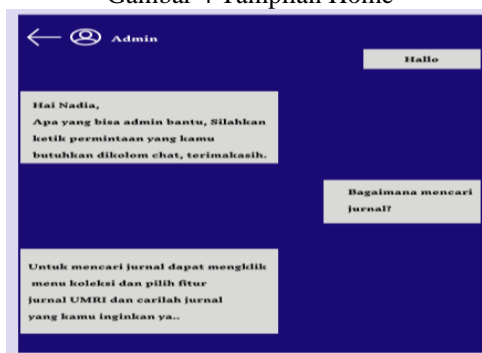 Gambar 4 Tampilan Home
Admin
Hallo
Hai Nadia,
Apa yang bisa admin bantu, Silahkan
ketik permintaan yang kamu
butuhkan dikolom chat, terimakasih.
Bagaimana mencari
jurnal?
Untuk mencari jurnal dapat mengklik
menu koleksi dan pilih fitur
jurnal UMRI dan carilah jurnal
yang kamu inginkan ya..